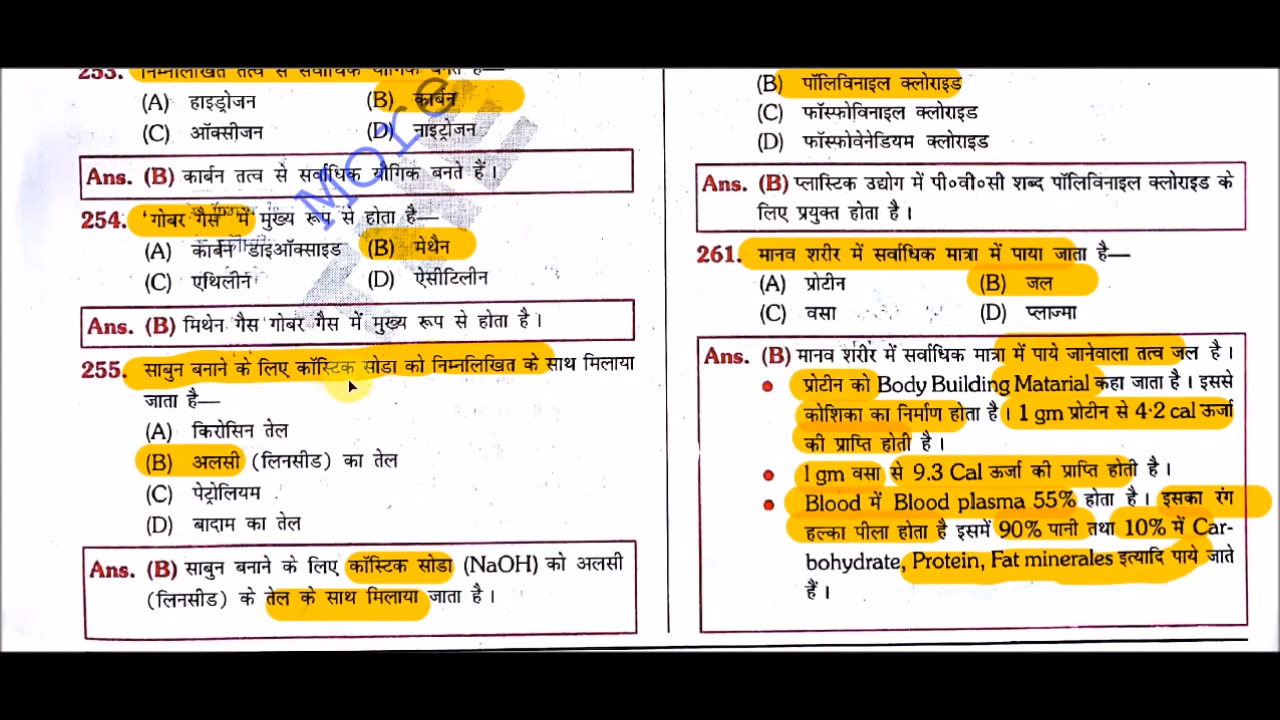 253. निम्नलिखित तत्व से सर्वाधिक यौगिक बनते हैं—
(A) हाइड्रोजन (B) कार्बन
(C) ऑक्सीजन (D) नाइट्रोजन
Ans. (B) कार्बन तत्व से सर्वाधिक यौगिक बनते हैं।
254. 'गोबर गैस' में मुख्य रूप से होता है—
(A) कार्बन डाइऑक्साइड (B) मेथैन
(C) एथिलीन (D) ऐसीटिलीन
Ans. (B) मिथेन गैस गोबर गैस में मुख्य रूप से होता है।
255. साबुन बनाने के लिए कॉस्टिक सोडा को निम्नलिखित के साथ मिलाया
जाता है—
(A) किरोसिन तेल
(B) अलसी (लिनसीड) का तेल
(C) पेट्रोलियम
(D) बादाम का तेल
Ans. (B) साबुन बनाने के लिए कॉस्टिक सोडा (NaOH) को अलसी
(लिनसीड) के तेल के साथ मिलाया जाता है।
More
(B) पॉलिविनाइल क्लोराइड
(C) फॉस्फोविनाइल क्लोराइड
(D) फॉस्फोवेनेडियम क्लोराइड
Ans. (B) प्लास्टिक उद्योग में पी०वी०सी शब्द पॉलिविनाइल क्लोराइड के
लिए प्रयुक्त होता है।
261. मानव शरीर में सर्वाधिक मात्रा में पाया जाता है—
(A) प्रोटीन (B) जल
(C) वसा (D) प्लाज्मा
Ans. (B) मानव शरीर में सर्वाधिक मात्रा में पाये जानेवाला तत्व जल है।
• प्रोटीन को Body Building Matarial कहा जाता है। इससे
कोशिका का निर्माण होता है। 1 gm प्रोटीन से 4·2 cal ऊर्जा
की प्राप्ति होती है।
• 1 gm वसा से 9.3 Cal ऊर्जा की प्राप्ति होती है।
• Blood में Blood plasma 55% होता है। इसका रंग
हल्का पीला होता है इसमें 90% पानी तथा 10% में Car-
bohydrate, Protein, Fat minerales इत्यादि पाये जाते
हैं।